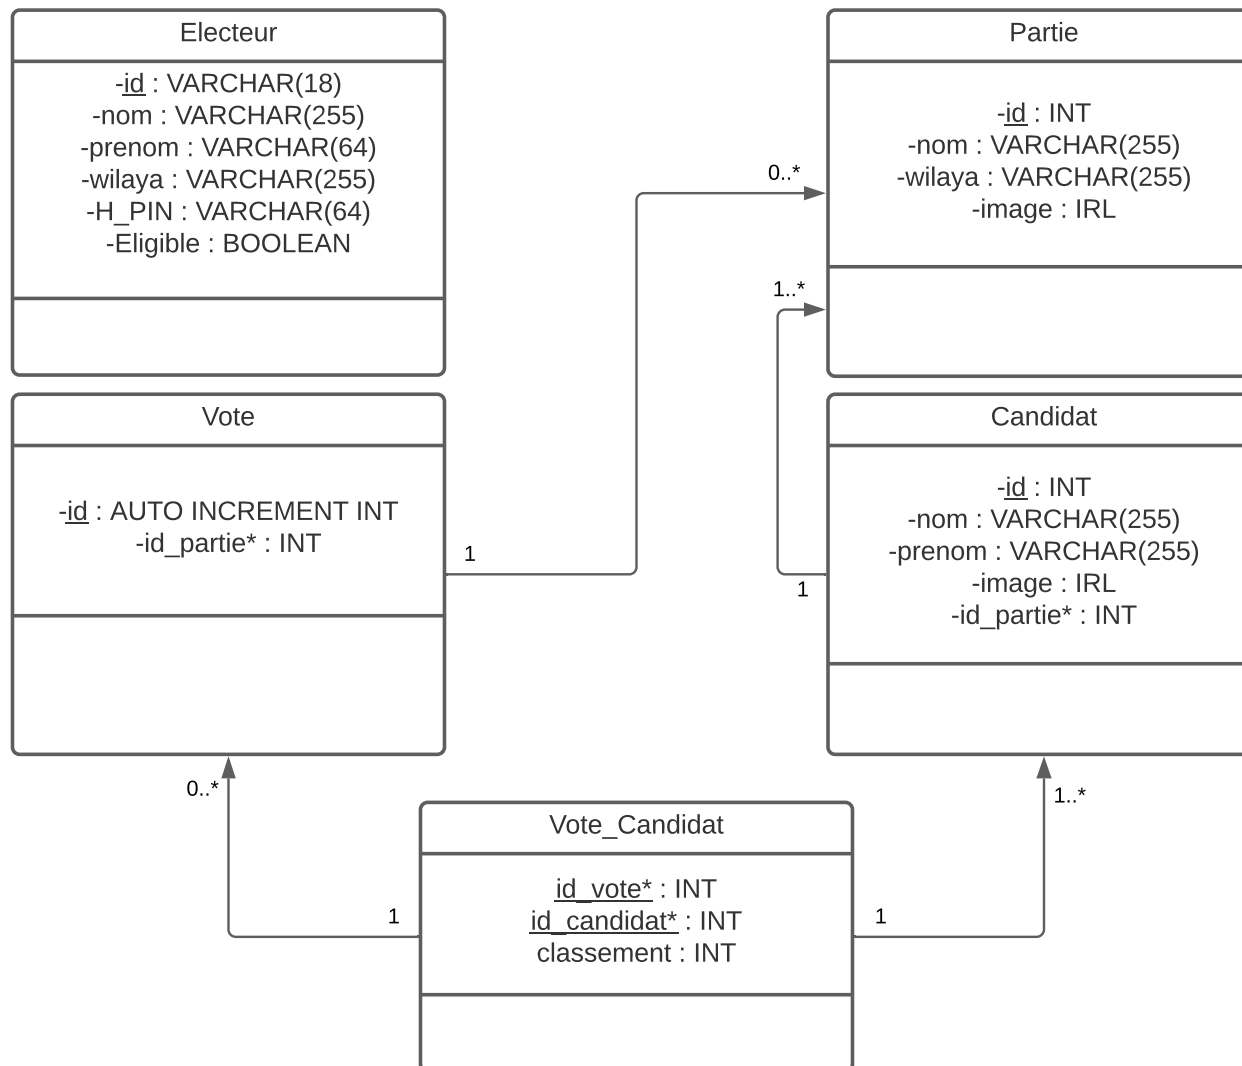 Electeur
-id : VARCHAR(18)
-nom : VARCHAR(255)
-prenom : VARCHAR(64)
-wilaya : VARCHAR(255)
-H_PIN : VARCHAR(64)
-Eligible : BOOLEAN
Partie
-id : INT
-nom : VARCHAR(255)
-wilaya : VARCHAR(255)
-image : IRL
0..*
1..*
Vote
-id : AUTO INCREMENT INT
-id_partie* : INT
1
Candidat
-id : INT
-nom : VARCHAR(255)
-prenom : VARCHAR(255)
-image : IRL
-id_partie* : INT
1
0..*
1..*
Vote_Candidat
id_vote* : INT
id_candidat* : INT
classement : INT
1
1